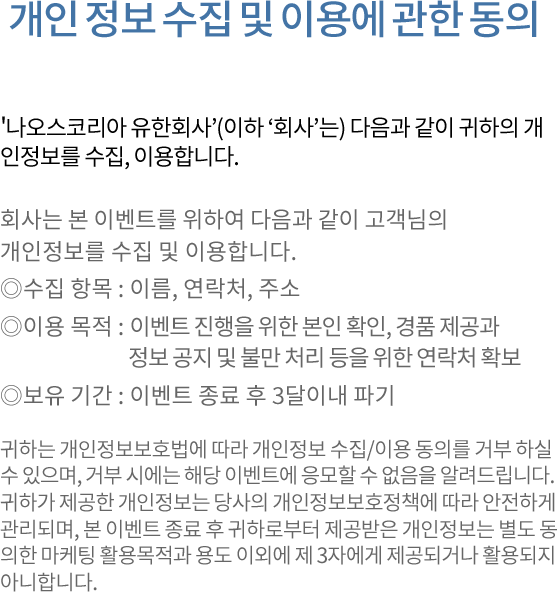 개인 정보 수집 및 이용에 관한 동의
'나오스코리아 유한회사’(이하 ‘회사’는) 다음과 같이 귀하의 개
인정보를 수집, 이용합니다.
회사는 본 이벤트를 위하여 다음과 같이 고객님의
개인정보를 수집 및 이용합니다.
◎수집 항목 : 이름, 연락처, 주소
◎이용 목적 : 이벤트 진행을 위한 본인 확인, 경품 제공과
정보 공지 및 불만 처리 등을 위한 연락처 확보
◎보유 기간 : 이벤트 종료 후 3달이내 파기
귀하는 개인정보보호법에 따라 개인정보 수집/이용 동의를 거부 하실
수 있으며, 거부 시에는 해당 이벤트에 응모할 수 없음을 알려드립니다.
귀하가 제공한 개인정보는 당사의 개인정보보호정책에 따라 안전하게
관리되며, 본 이벤트 종료 후 귀하로부터 제공받은 개인정보는 별도 동
의한 마케팅 활용목적과 용도 이외에 제 3자에게 제공되거나 활용되지
아니합니다.